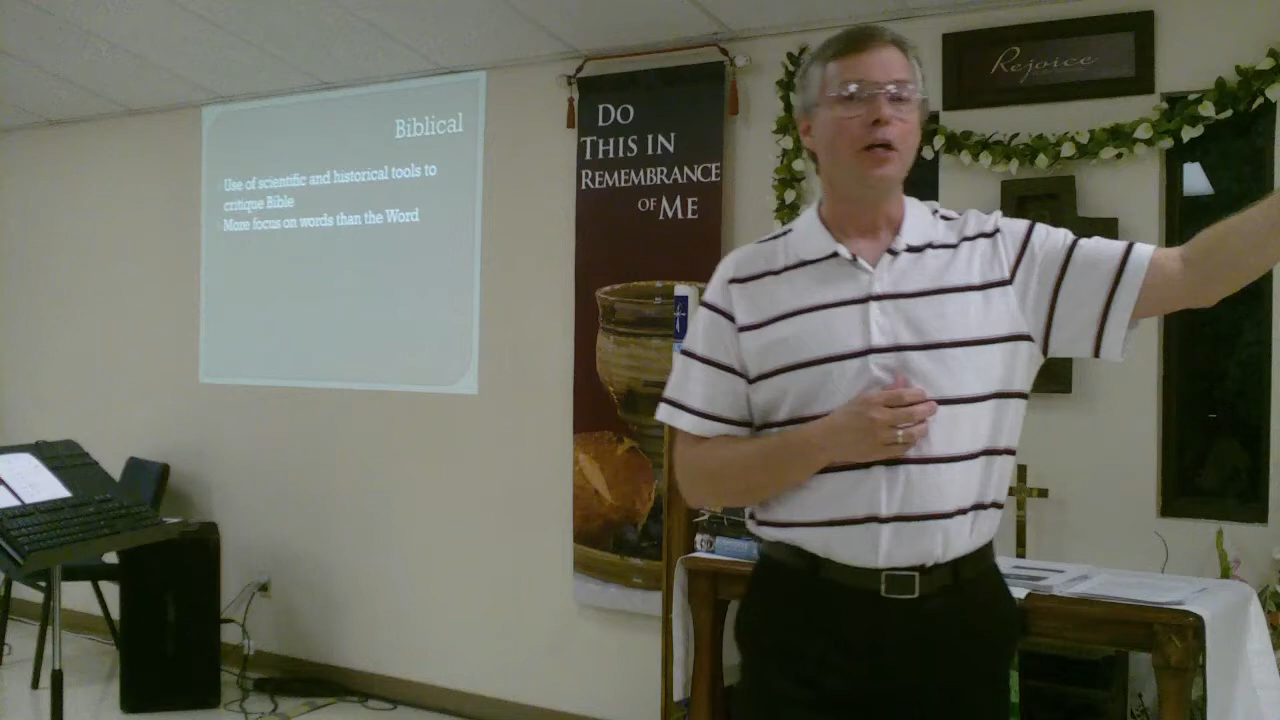 Biblical
Use of scientific and historical tools to
critique Bible
More focus on words than the Word
Do
This in
Remembrance
of Me
Rejoice